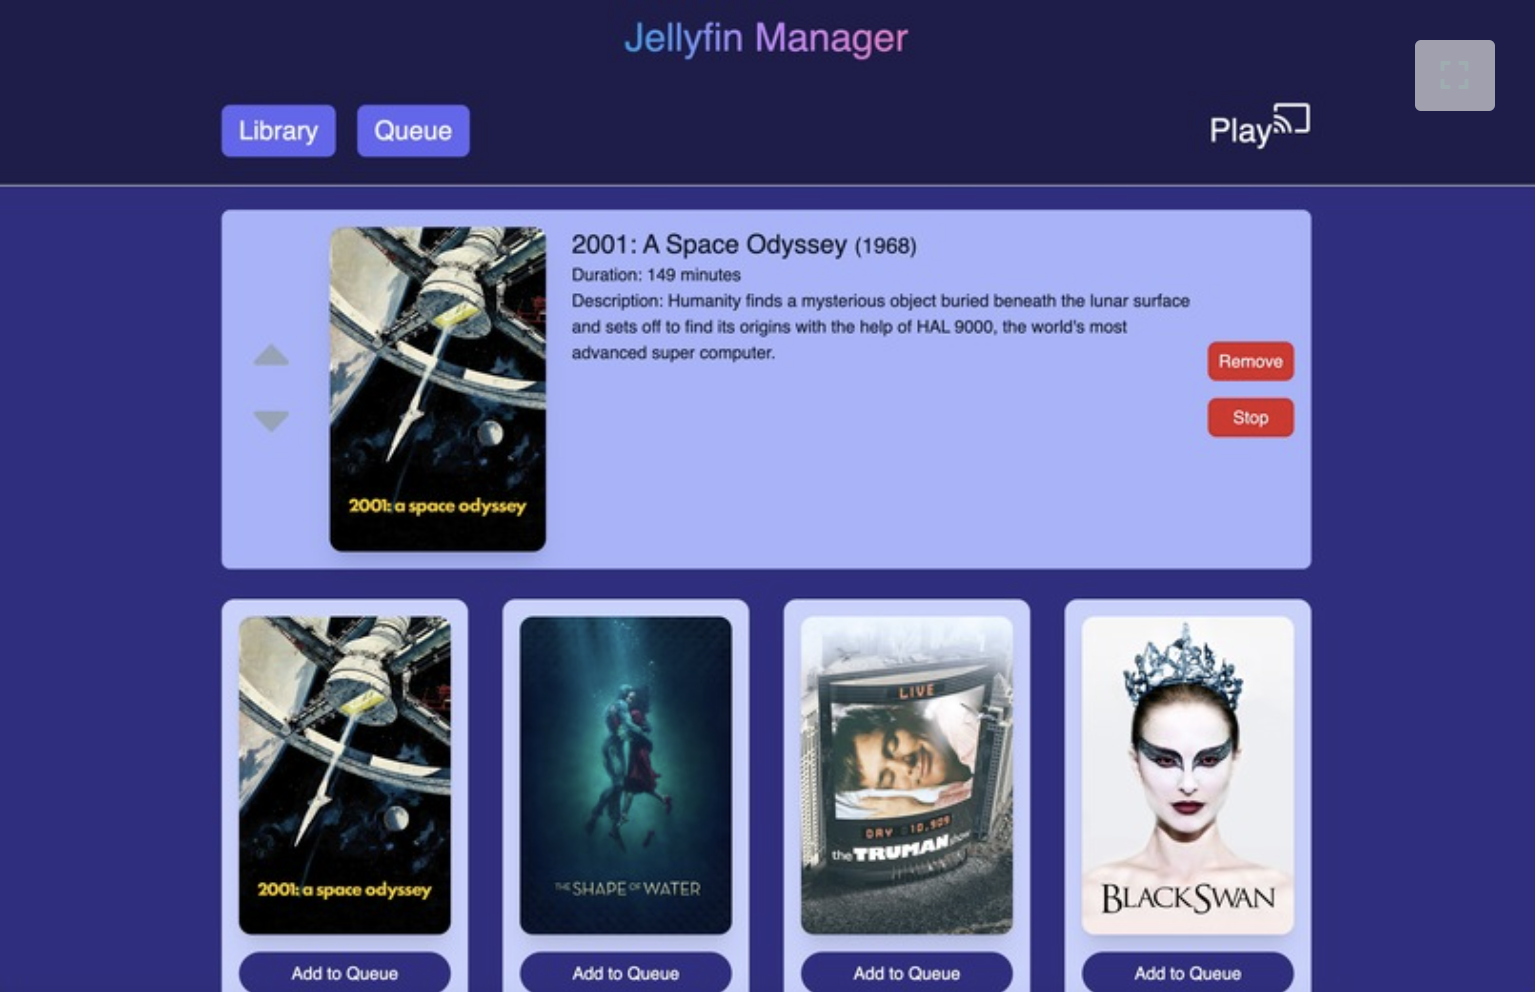 Jellyfin Manager
Library
Queue
Play
2001: A Space Odyssey (1968)
Duration: 149 minutes
Description: Humanity finds a mysterious object buried beneath the lunar surface
and sets off to find its origins with the help of HAL 9000, the world's most
advanced super computer.
Remove
Stop
2001: a space odyssey
2001: a space odyssey
THE SHAPE OF WATER
LIVE
DAY 10,909
the TRUMAN show
BLACK SWAN
Add to Queue
Add to Queue
Add to Queue
Add to Queue